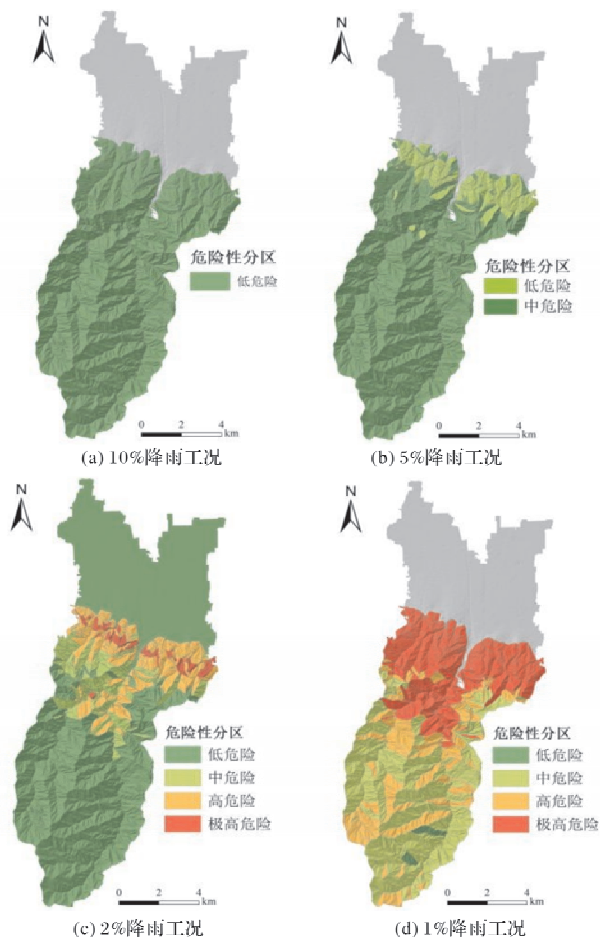 N
危险性分区
低危险
0 2 4
km
(a) 10%降雨工况
N
危险性分区
低危险
中危险
0 2 4
km
(b) 5%降雨工况
N
危险性分区
低危险
中危险
高危险
极高危险
0 2 4
km
(c) 2%降雨工况
N
危险性分区
低危险
中危险
高危险
极高危险
0 2 4
km
(d) 1%降雨工况